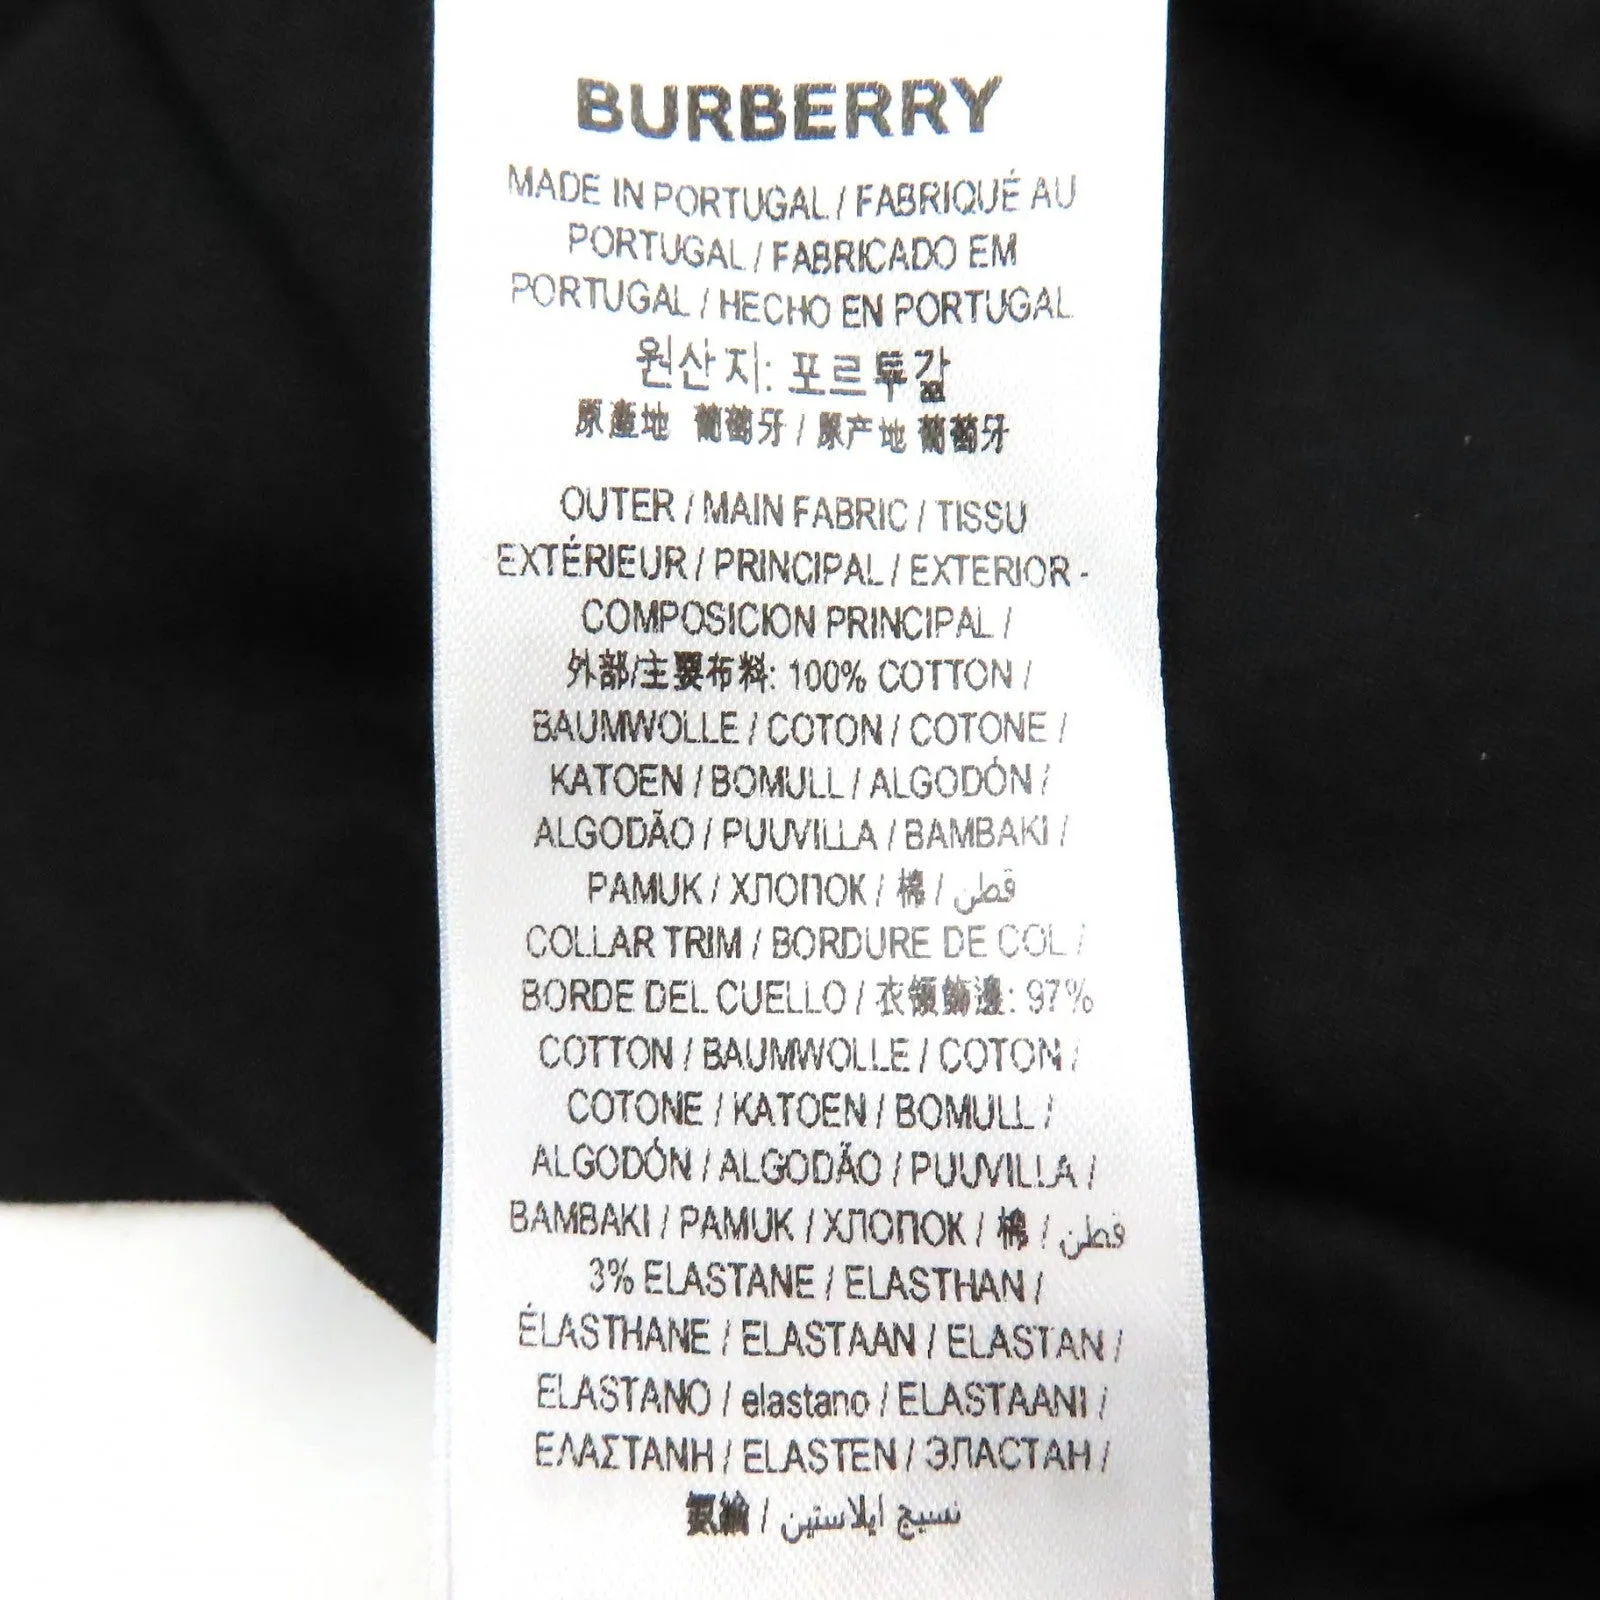 BURBERRY
MADE IN PORTUGAL / FABRIQUÉ AU
PORTUGAL / FABRICADO EM
PORTUGAL / HECHO EN PORTUGAL
원산지: 포르투갈
原產地 葡萄牙 / 原产地 葡萄牙
OUTER / MAIN FABRIC / TISSU
EXTÉRIEUR / PRINCIPAL / EXTERIOR -
COMPOSICION PRINCIPAL /
外部/主要布料: 100% COTTON /
BAUMWOLLE / COTON / COTONE /
KATOEN / BOMULL / ALGODÓN /
ALGODÃO / PUUVILLA / BAMBAKI /
PAMUK / ХЛОПОК / 棉 / قطن
COLLAR TRIM / BORDURE DE COL /
BORDE DEL CUELLO / 衣領飾邊: 97%
COTTON / BAUMWOLLE / COTON /
COTONE / KATOEN / BOMULL /
ALGODÓN / ALGODÃO / PUUVILLA /
BAMBAKI / PAMUK / ХЛОПОК / 棉 / قطن
3% ELASTANE / ELASTHAN /
ÉLASTHANE / ELASTAAN / ELASTAN /
ELASTANO / elastano / ELASTAANI /
ΕΛΑΣΤΑΝΗ / ELASTEN / ЭЛАСТАН /
氨綸 / نسيج ايلاستين